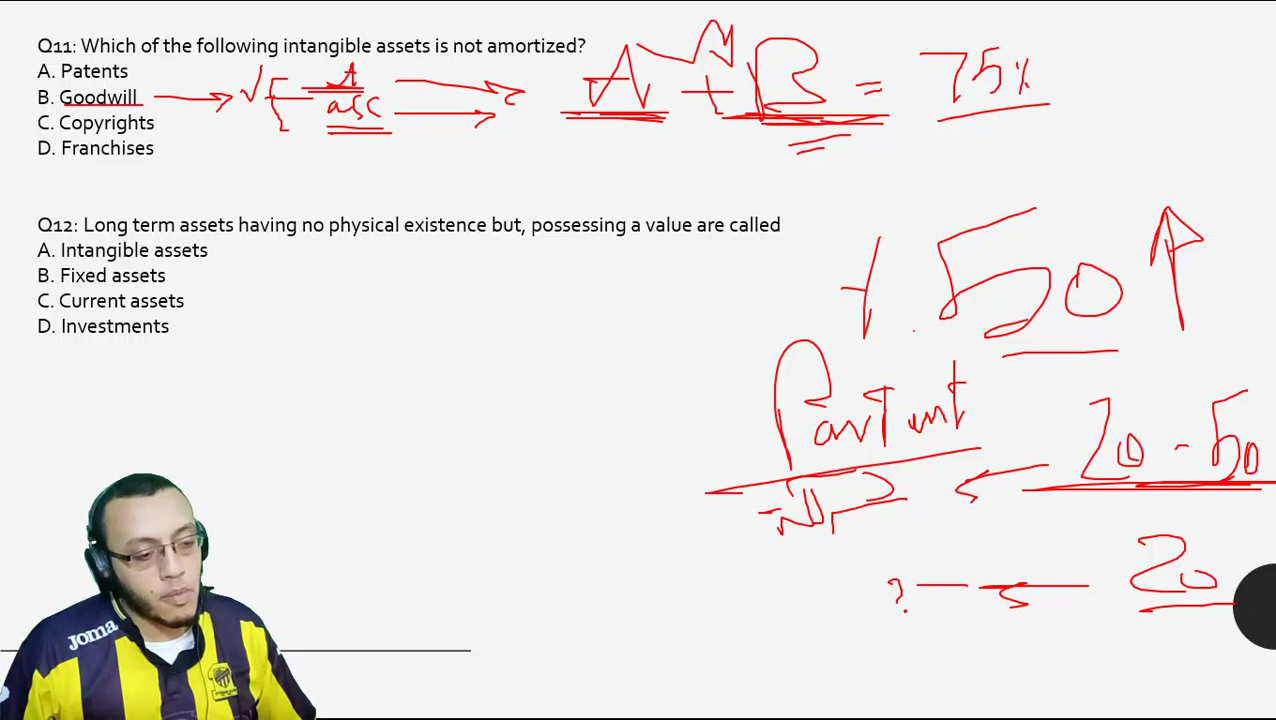 Q11: Which of the following intangible assets is not amortized?
A. Patents
B. Goodwill
C. Copyrights
D. Franchises
A
A + B = 75%
Q12: Long term assets having no physical existence but, possessing a value are called
A. Intangible assets
B. Fixed assets
C. Current assets
D. Investments
50
20 - 50
20
?
JOMA